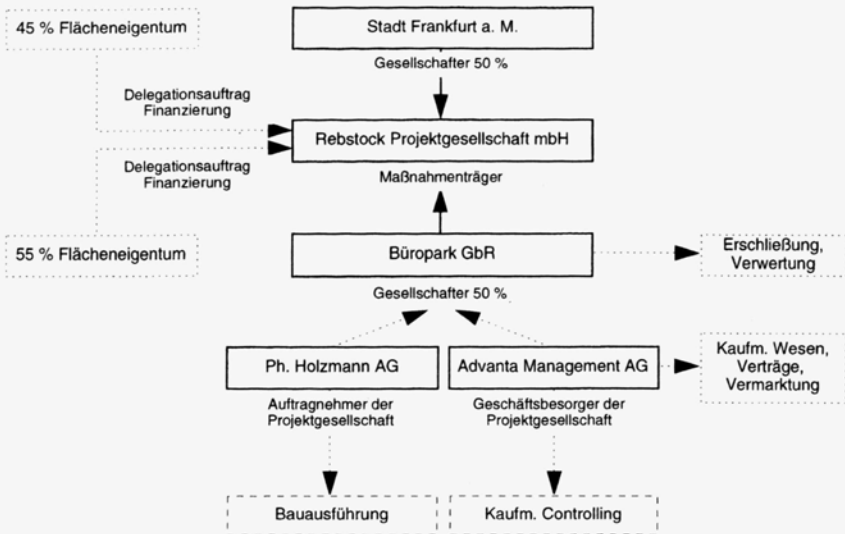 45 % Flächeneigentum
Stadt Frankfurt a. M.
Gesellschafter 50 %
Delegationsauftrag
Finanzierung
Rebstock Projektgesellschaft mbH
Delegationsauftrag
Finanzierung
Maßnahmenträger
55 % Flächeneigentum
Büropark GbR
Erschließung,
Verwertung
Gesellschafter 50 %
Ph. Holzmann AG
Advanta Management AG
Kaufm. Wesen,
Verträge,
Vermarktung
Auftragnehmer der
Projektgesellschaft
Geschäftsbesorger der
Projektgesellschaft
Bauausführung
Kaufm. Controlling